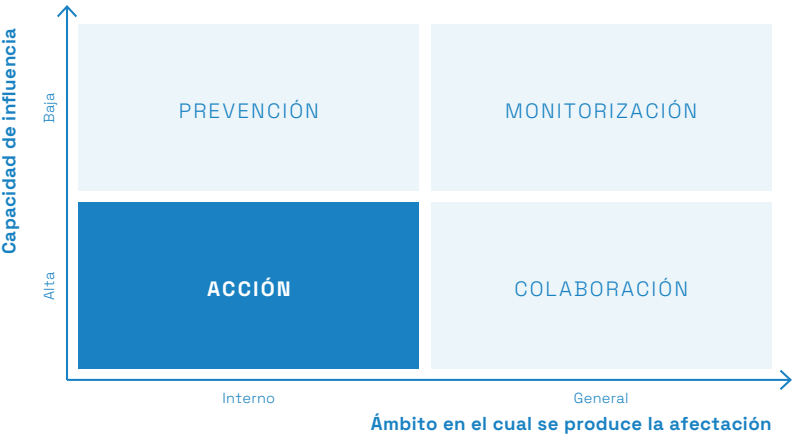 Capacidad de influencia
Baja
PREVENCIÓN
MONITORIZACIÓN
Alta
ACCIÓN
COLABORACIÓN
Interno
General
Ámbito en el cual se produce la afectación